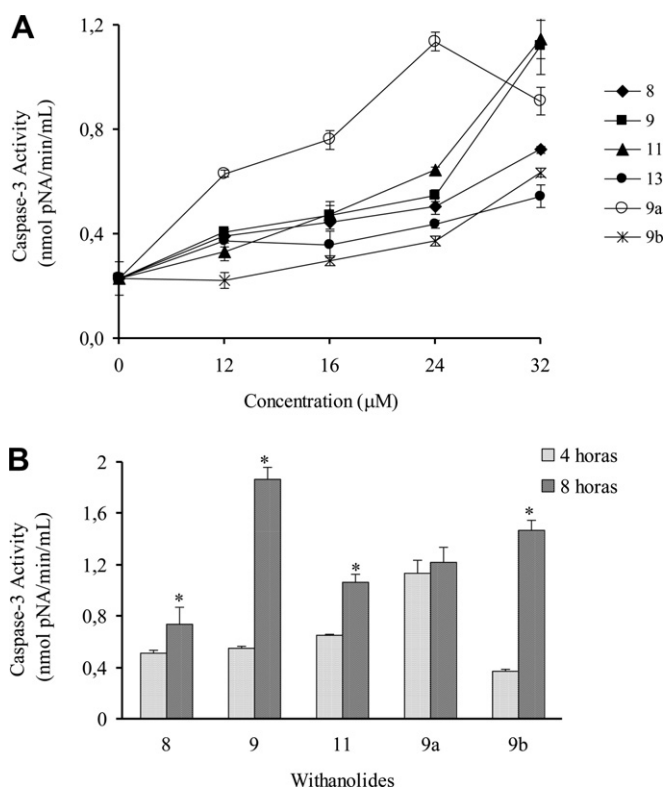 A
Caspase-3 Activity
(nmol pNA/min/mL)
1,2
0,8
0,4
0,0
0 12 16 24 32
Concentration (μM)
8
9
11
13
9a
9b
B
Caspase-3 Activity
(nmol pNA/min/mL)
2
1,6
1,2
0,8
0,4
0
4 horas
8 horas
* * * *
8 9 11 9a 9b
Withanolides